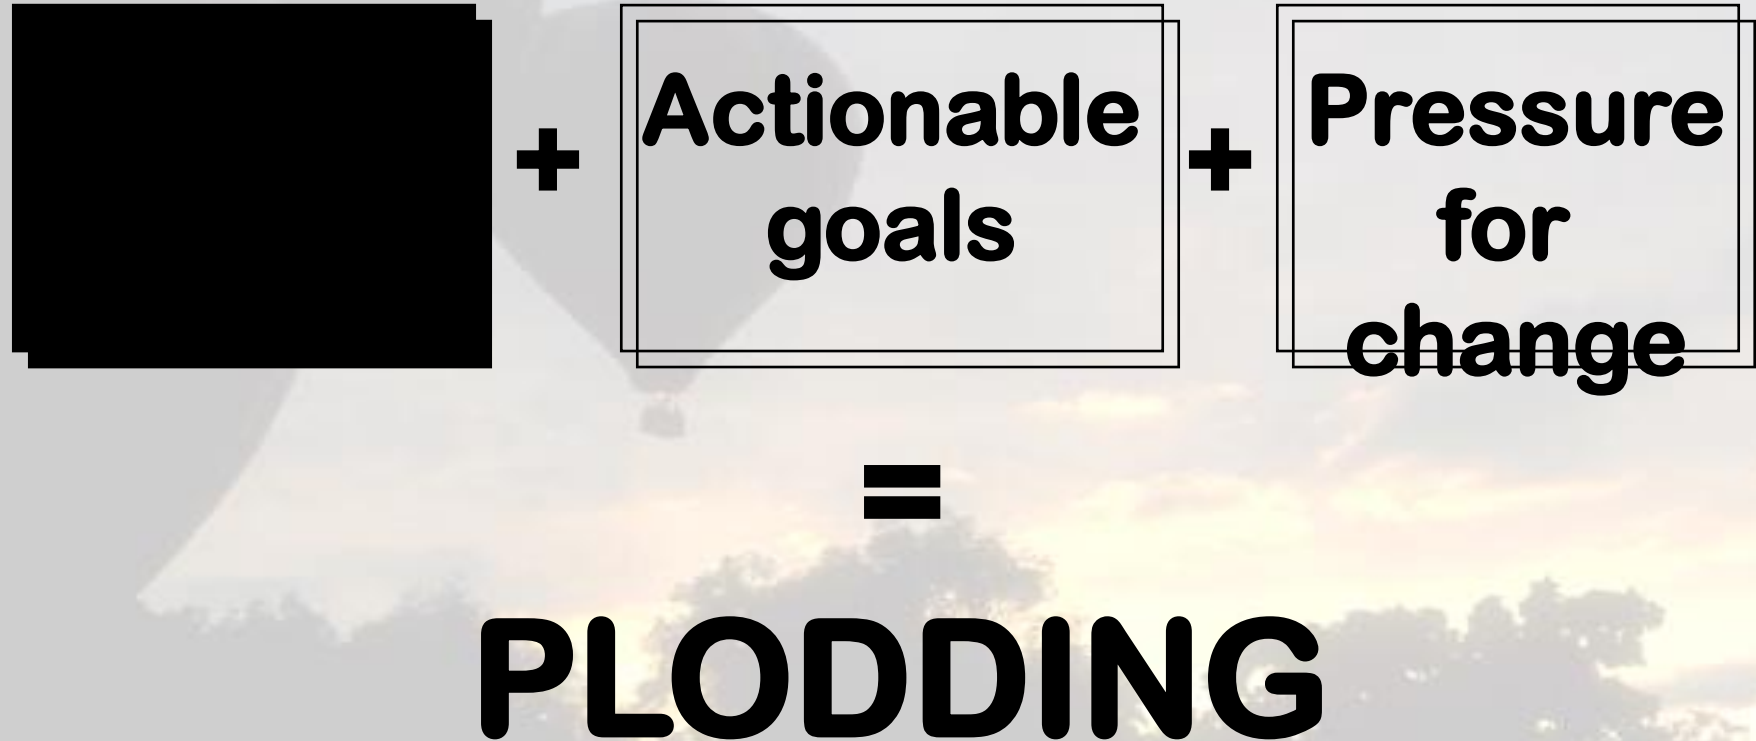 +
Actionable
goals
+
Pressure
for
change
=
PLODDING